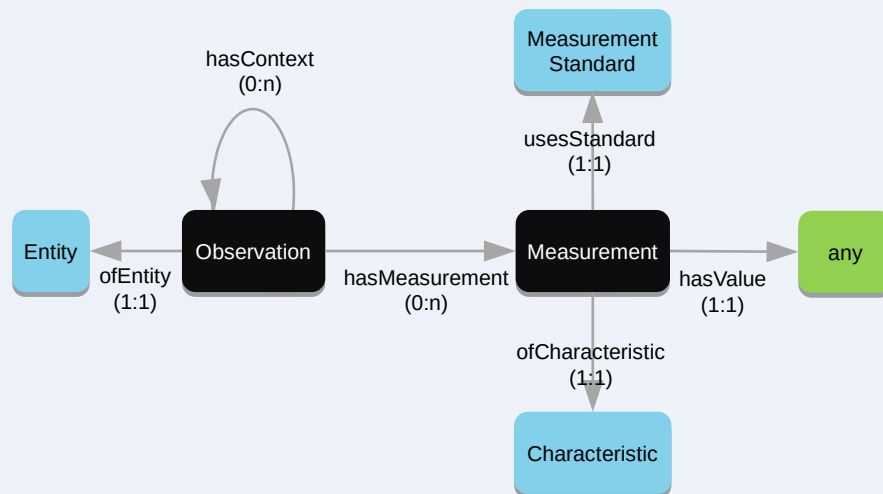 Measurement
Standard
hasContext
(0:n)
usesStandard
(1:1)
Entity
Observation
Measurement
any
ofEntity
(1:1)
hasMeasurement
(0:n)
hasValue
(1:1)
ofCharacteristic
(1:1)
Characteristic